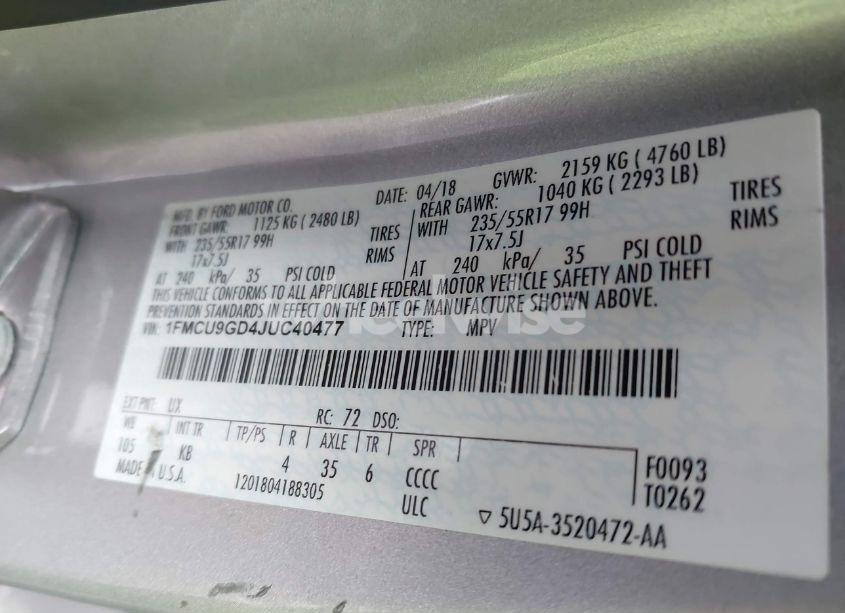 MFD. BY FORD MOTOR CO. DATE: 04/18 GVWR: 2159 KG ( 4760 LB)
FRONT GAWR: 1125 KG ( 2480 LB) REAR GAWR: 1040 KG ( 2293 LB)
WITH 235/55R17 99H TIRES WITH 235/55R17 99H TIRES
17x7.5J RIMS 17x7.5J RIMS
AT 240 kPa/ 35 PSI COLD AT 240 kPa/ 35 PSI COLD
THIS VEHICLE CONFORMS TO ALL APPLICABLE FEDERAL MOTOR VEHICLE SAFETY AND THEFT
PREVENTION STANDARDS IN EFFECT ON THE DATE OF MANUFACTURE SHOWN ABOVE.
VIN: 1FMCU9GD4JUC40477 TYPE: MPV
EXT PNT: UX RC: 72 DSO:
WB INT TR TP/PS R AXLE TR SPR
105 KB 4 35 6 CCCC F0093
MADE IN U.S.A. 1201804188305 ULC T0262
5U5A-3520472-AA